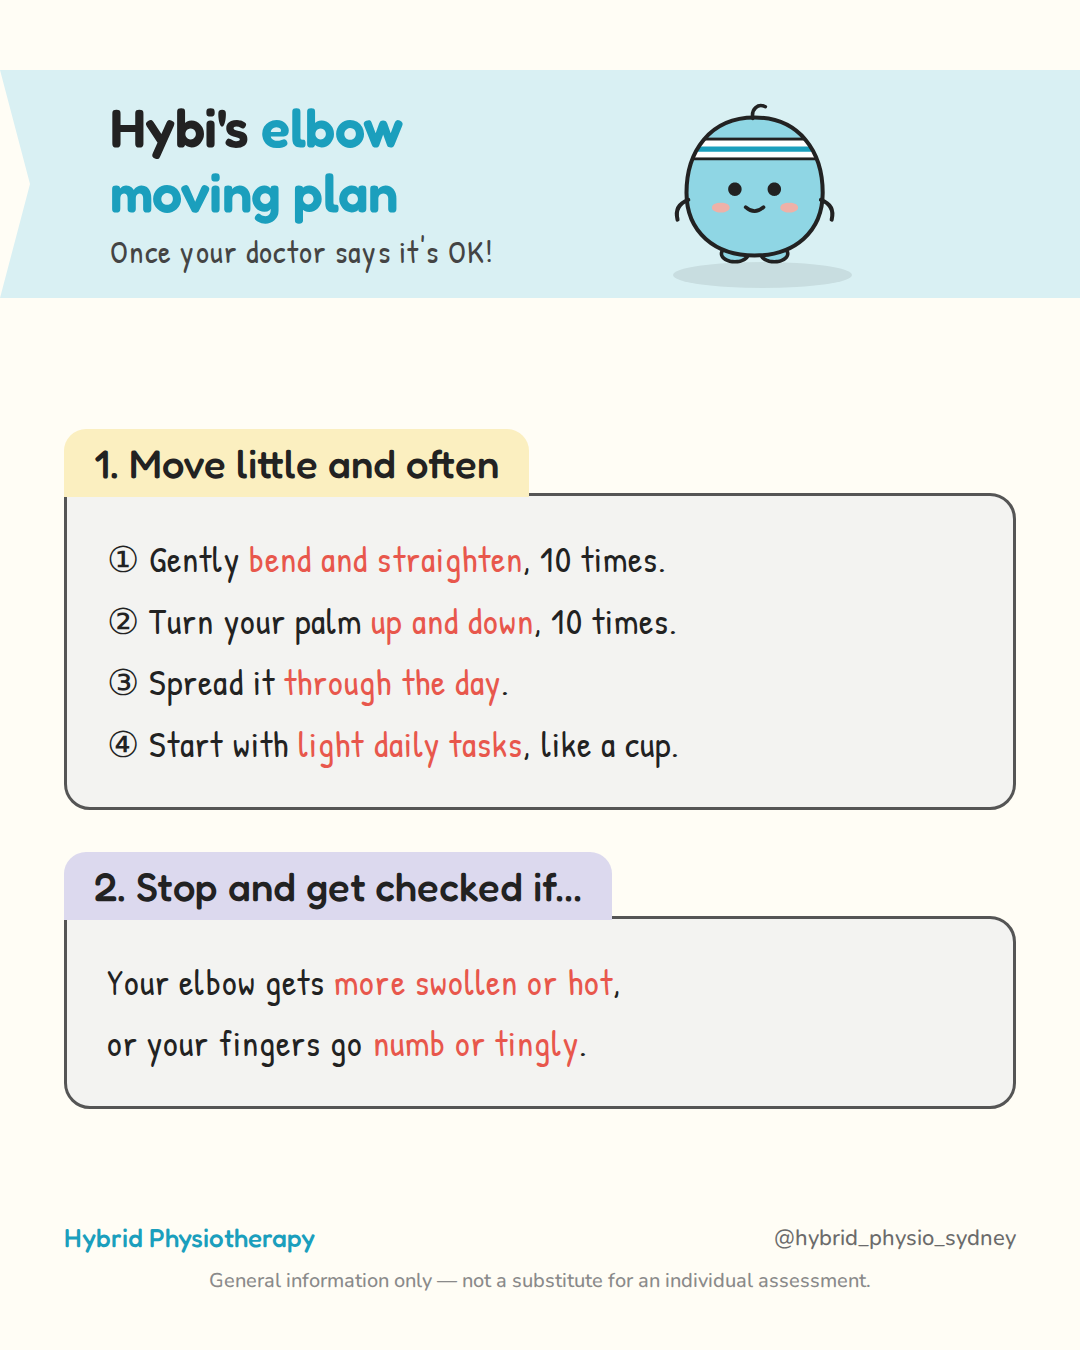 Hybi's elbow
moving plan
Once your doctor says it's OK!
1. Move little and often
① Gently bend and straighten, 10 times.
② Turn your palm up and down, 10 times.
③ Spread it through the day.
④ Start with light daily tasks, like a cup.
2. Stop and get checked if...
Your elbow gets more swollen or hot,
or your fingers go numb or tingly.
Hybrid Physiotherapy
@hybrid_physio_sydney
General information only — not a substitute for an individual assessment.